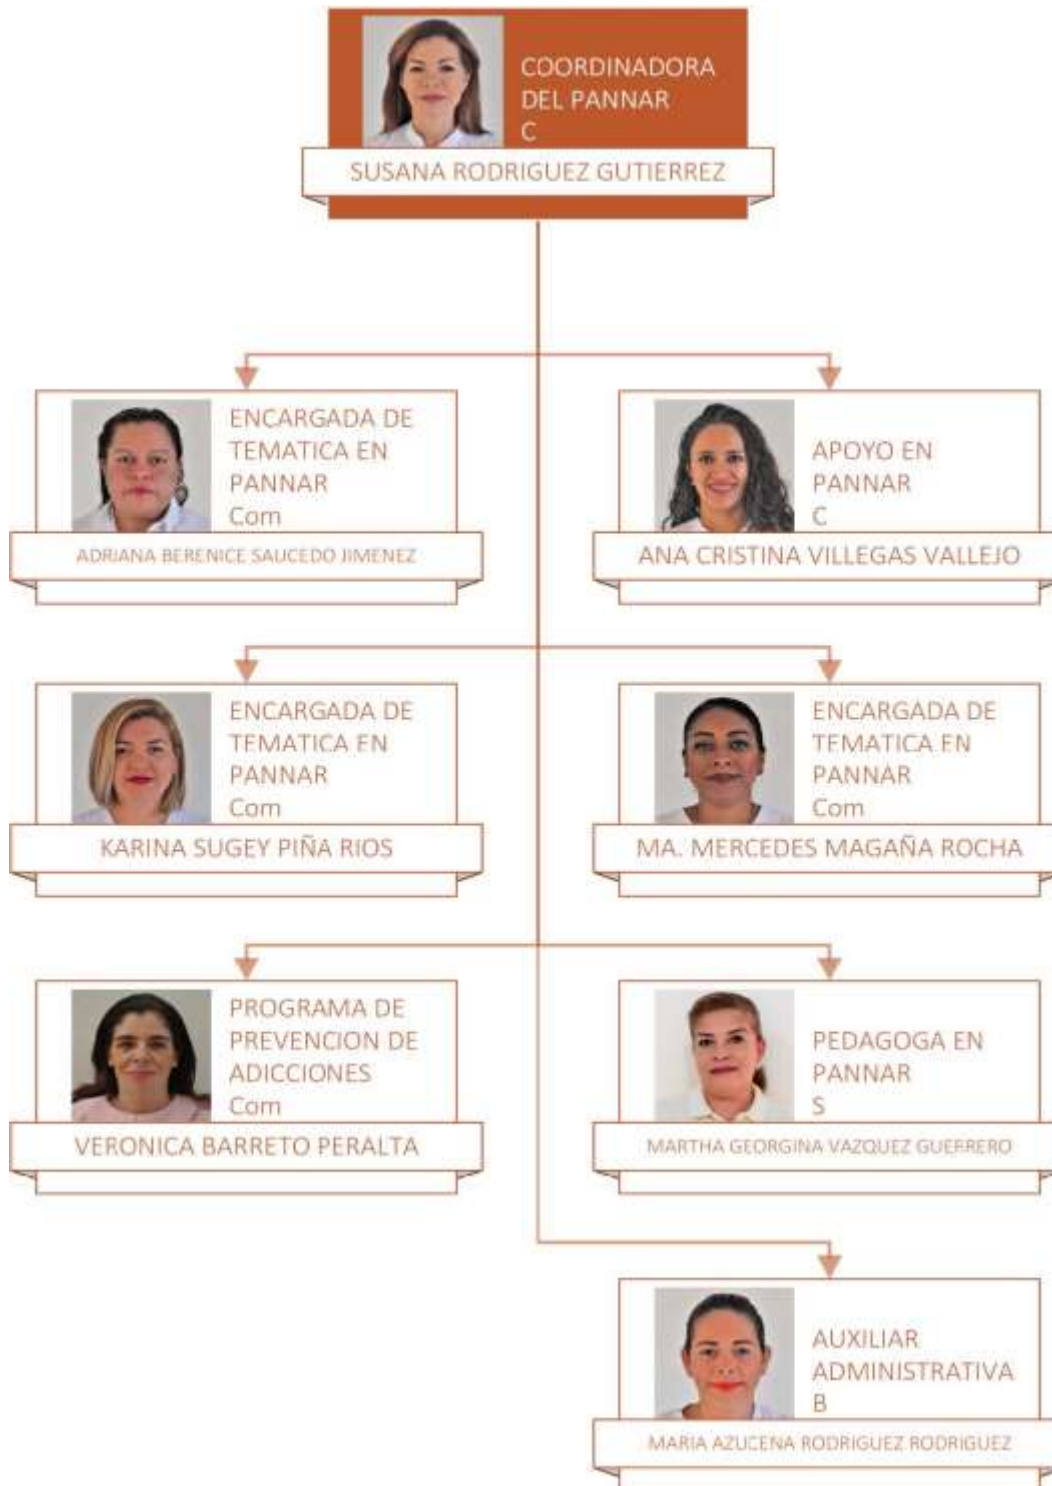 COORDINADORA
DEL PANNAR
C
SUSANA RODRIGUEZ GUTIERREZ
ENCARGADA DE
TEMATICA EN
PANNAR
Com
ADRIANA BERENICE SAUCEDO JIMENEZ
APOYO EN
PANNAR
C
ANA CRISTINA VILLEGAS VALLEJO
ENCARGADA DE
TEMATICA EN
PANNAR
Com
KARINA SUGEY PIÑA RIOS
ENCARGADA DE
TEMATICA EN
PANNAR
Com
MA. MERCEDES MAGAÑA ROCHA
PROGRAMA DE
PREVENCION DE
ADICCIONES
Com
VERONICA BARRETO PERALTA
PEDAGOGA EN
PANNAR
S
MARTHA GEORGINA VAZQUEZ GUERRERO
AUXILIAR
ADMINISTRATIVA
B
MARIA AZUCENA RODRIGUEZ RODRIGUEZ